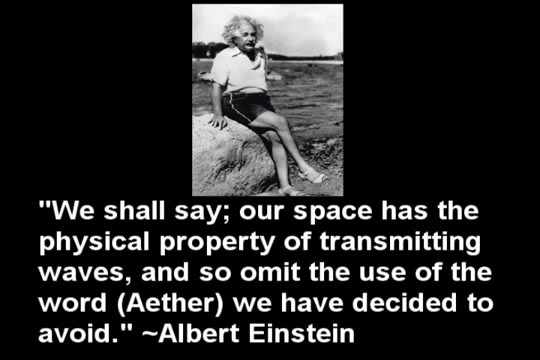 "We shall say; our space has the
physical property of transmitting
waves, and so omit the use of the
word (Aether) we have decided to
avoid." ~Albert Einstein